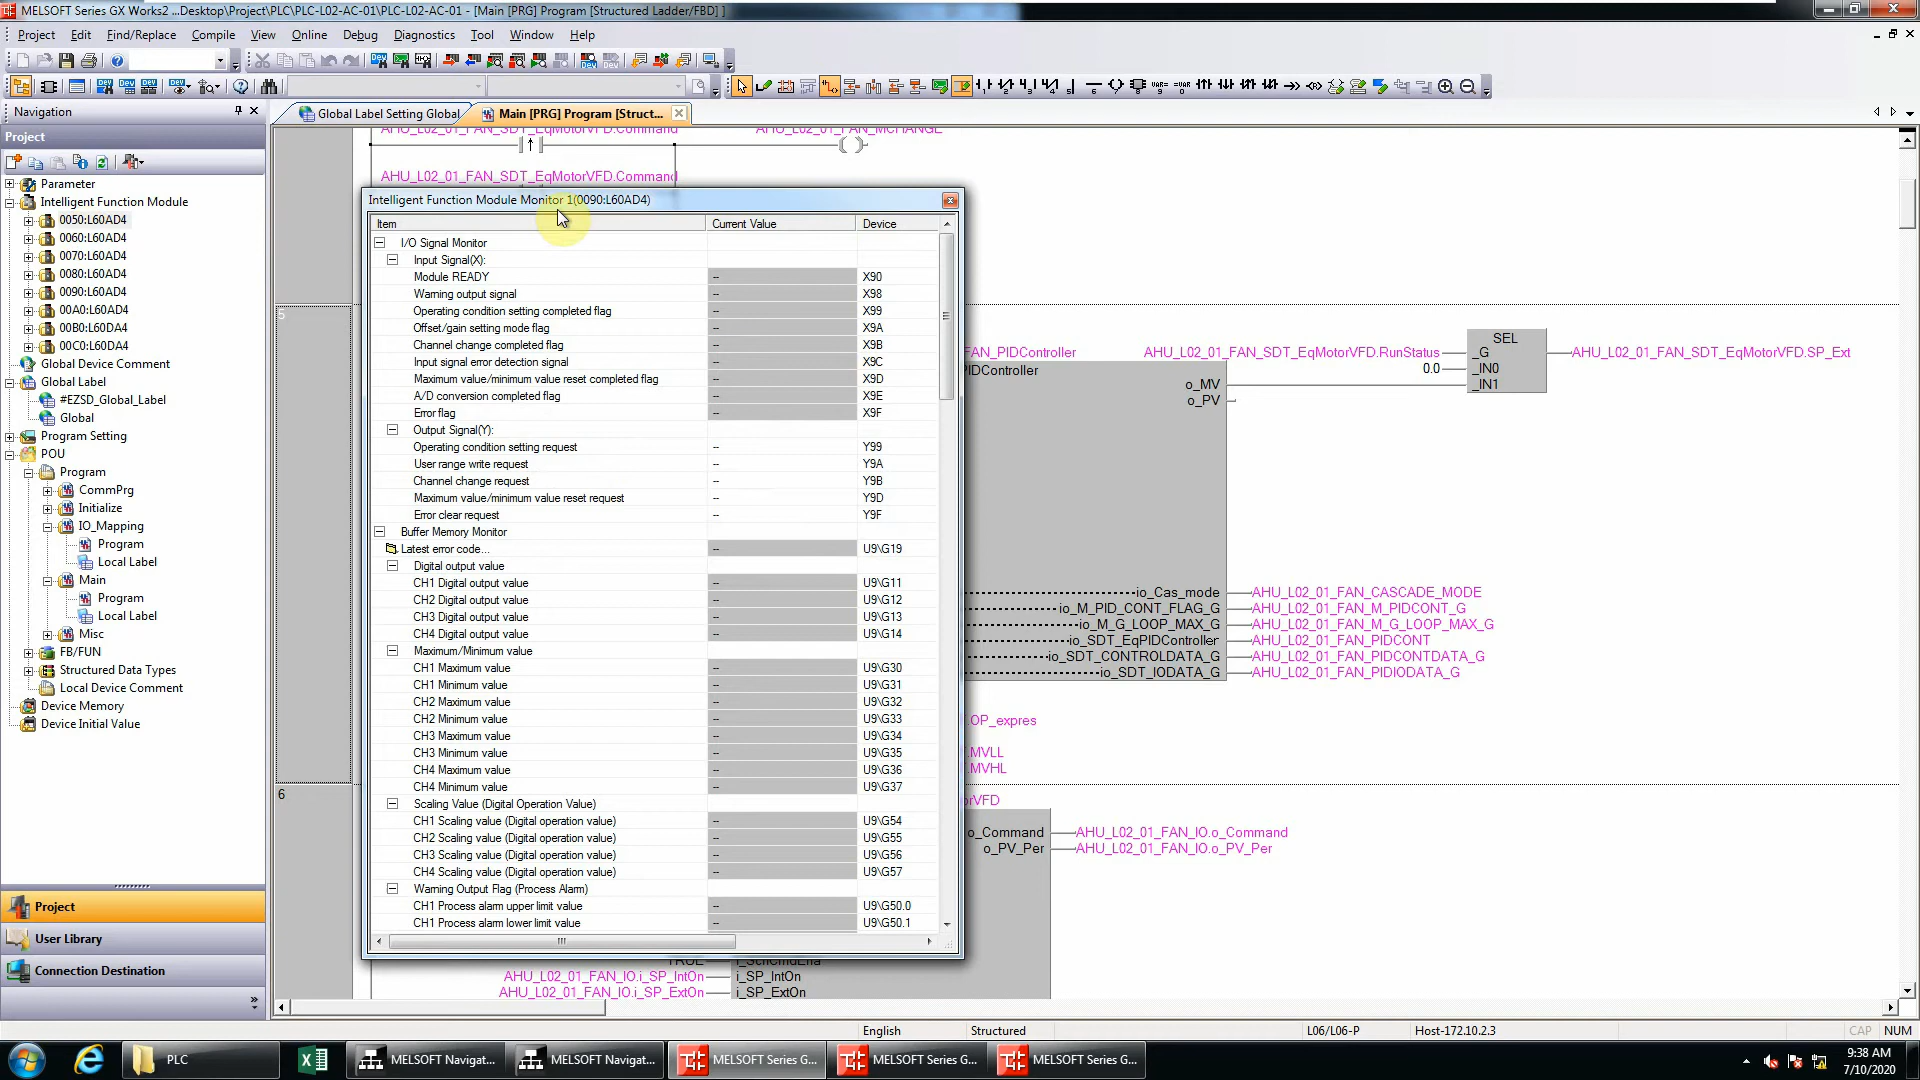 MELSOFT Series GX Works2 ...Desktop\Project\PLC\PLC-L02-AC-01\PLC-L02-AC-01 - [Main [PRG] Program [Structured Ladder/FBD] ]
Project Edit Find/Replace Compile View Online Debug Diagnostics Tool Window Help
Navigation
Global Label Setting Global
Main [PRG] Program [Struct...
Project
Parameter
Intelligent Function Module
0050:L60AD4
0060:L60AD4
0070:L60AD4
0080:L60AD4
0090:L60AD4
00A0:L60AD4
00B0:L60DA4
00C0:L60DA4
Global Device Comment
Global Label
#EZSD_Global_Label
Global
Program Setting
POU
Program
CommPrg
Initialize
IO_Mapping
Program
Local Label
Main
Program
Local Label
Misc
FB/FUN
Structured Data Types
Local Device Comment
Device Memory
Device Initial Value
Project
User Library
Connection Destination
AHU_L02_01_FAN_SDT_EqMotorVFD.Command
AHU_L02_01_FAN_MCHANGE
AHU_L02_01_FAN_SDT_EqMotorVFD.Command
Intelligent Function Module Monitor 1(0090:L60AD4)
Item Current Value Device
I/O Signal Monitor
Input Signal(X):
Module READY -- X90
Warning output signal -- X98
Operating condition setting completed flag -- X99
Offset/gain setting mode flag -- X9A
Channel change completed flag -- X9B
Input signal error detection signal -- X9C
Maximum value/minimum value reset completed flag -- X9D
A/D conversion completed flag -- X9E
Error flag -- X9F
Output Signal(Y):
Operating condition setting request -- Y99
User range write request -- Y9A
Channel change request -- Y9B
Maximum value/minimum value reset request -- Y9D
Error clear request -- Y9F
Buffer Memory Monitor
Latest error code... -- U9\G19
Digital output value
CH1 Digital output value -- U9\G11
CH2 Digital output value -- U9\G12
CH3 Digital output value -- U9\G13
CH4 Digital output value -- U9\G14
Maximum/Minimum value
CH1 Maximum value -- U9\G30
CH1 Minimum value -- U9\G31
CH2 Maximum value -- U9\G32
CH2 Minimum value -- U9\G33
CH3 Maximum value -- U9\G34
CH3 Minimum value -- U9\G35
CH4 Maximum value -- U9\G36
CH4 Minimum value -- U9\G37
Scaling Value (Digital Operation Value)
CH1 Scaling value (Digital operation value) -- U9\G54
CH2 Scaling value (Digital operation value) -- U9\G55
CH3 Scaling value (Digital operation value) -- U9\G56
CH4 Scaling value (Digital operation value) -- U9\G57
Warning Output Flag (Process Alarm)
CH1 Process alarm upper limit value -- U9\G50.0
CH1 Process alarm lower limit value -- U9\G50.1
5
FAN_PIDController
PIDController
o_MV
o_PV
AHU_L02_01_FAN_SDT_EqMotorVFD.RunStatus
0.0
SEL
_G
_IN0
_IN1
AHU_L02_01_FAN_SDT_EqMotorVFD.SP_Ext
io_Cas_mode AHU_L02_01_FAN_CASCADE_MODE
io_M_PID_CONT_FLAG_G AHU_L02_01_FAN_M_PIDCONT_G
io_M_G_LOOP_MAX_G AHU_L02_01_FAN_M_G_LOOP_MAX_G
io_SDT_EqPIDController AHU_L02_01_FAN_PIDCONT
io_SDT_CONTROLDATA_G AHU_L02_01_FAN_PIDCONTDATA_G
io_SDT_IODATA_G AHU_L02_01_FAN_PIDIODATA_G
.OP_expres
.MVLL
.MVHL
6
orVFD
o_Command AHU_L02_01_FAN_IO.o_Command
o_PV_Per AHU_L02_01_FAN_IO.o_PV_Per
TRUE i_SchCmdEna
AHU_L02_01_FAN_IO.i_SP_IntOn i_SP_IntOn
AHU_L02_01_FAN_IO.i_SP_ExtOn i_SP_ExtOn
English Structured L06/L06-P Host-172.10.2.3 CAP NUM
PLC
MELSOFT Navigat...
MELSOFT Navigat...
MELSOFT Series G...
MELSOFT Series G...
MELSOFT Series G...
9:38 AM
7/10/2020